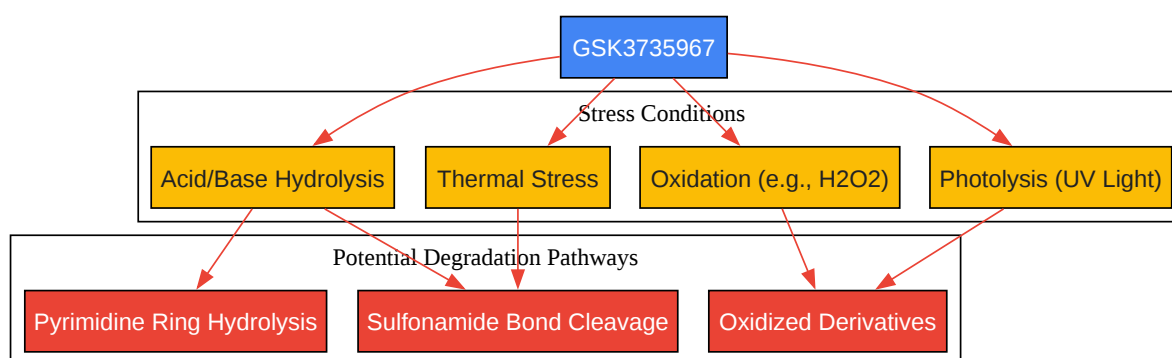 GSK3735967
Stress Conditions
Acid/Base Hydrolysis
Thermal Stress
Oxidation (e.g., H2O2)
Photolysis (UV Light)
Potential Degradation Pathways
Pyrimidine Ring Hydrolysis
Sulfonamide Bond Cleavage
Oxidized Derivatives